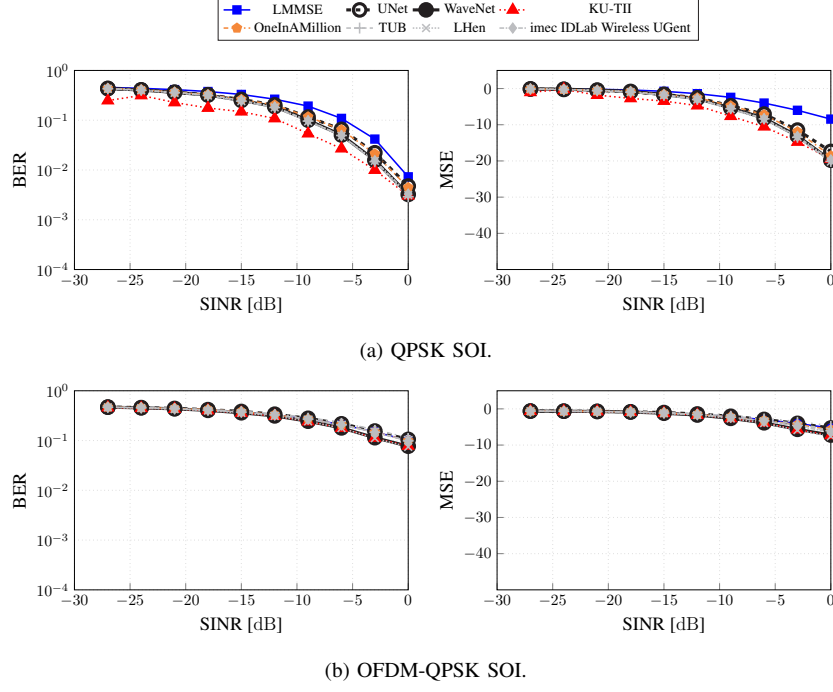 LMMSE UNet WaveNet KU-TII
OneInAMillion TUB LHen imec IDLab Wireless UGent
10^0
10^−1
10^−2
10^−3
10^−4
BER
−30 −25 −20 −15 −10 −5 0
SINR [dB]
0
−10
−20
−30
−40
MSE
−30 −25 −20 −15 −10 −5 0
SINR [dB]
(a) QPSK SOI.
10^0
10^−1
10^−2
10^−3
10^−4
BER
−30 −25 −20 −15 −10 −5 0
SINR [dB]
0
−10
−20
−30
−40
MSE
−30 −25 −20 −15 −10 −5 0
SINR [dB]
(b) OFDM-QPSK SOI.